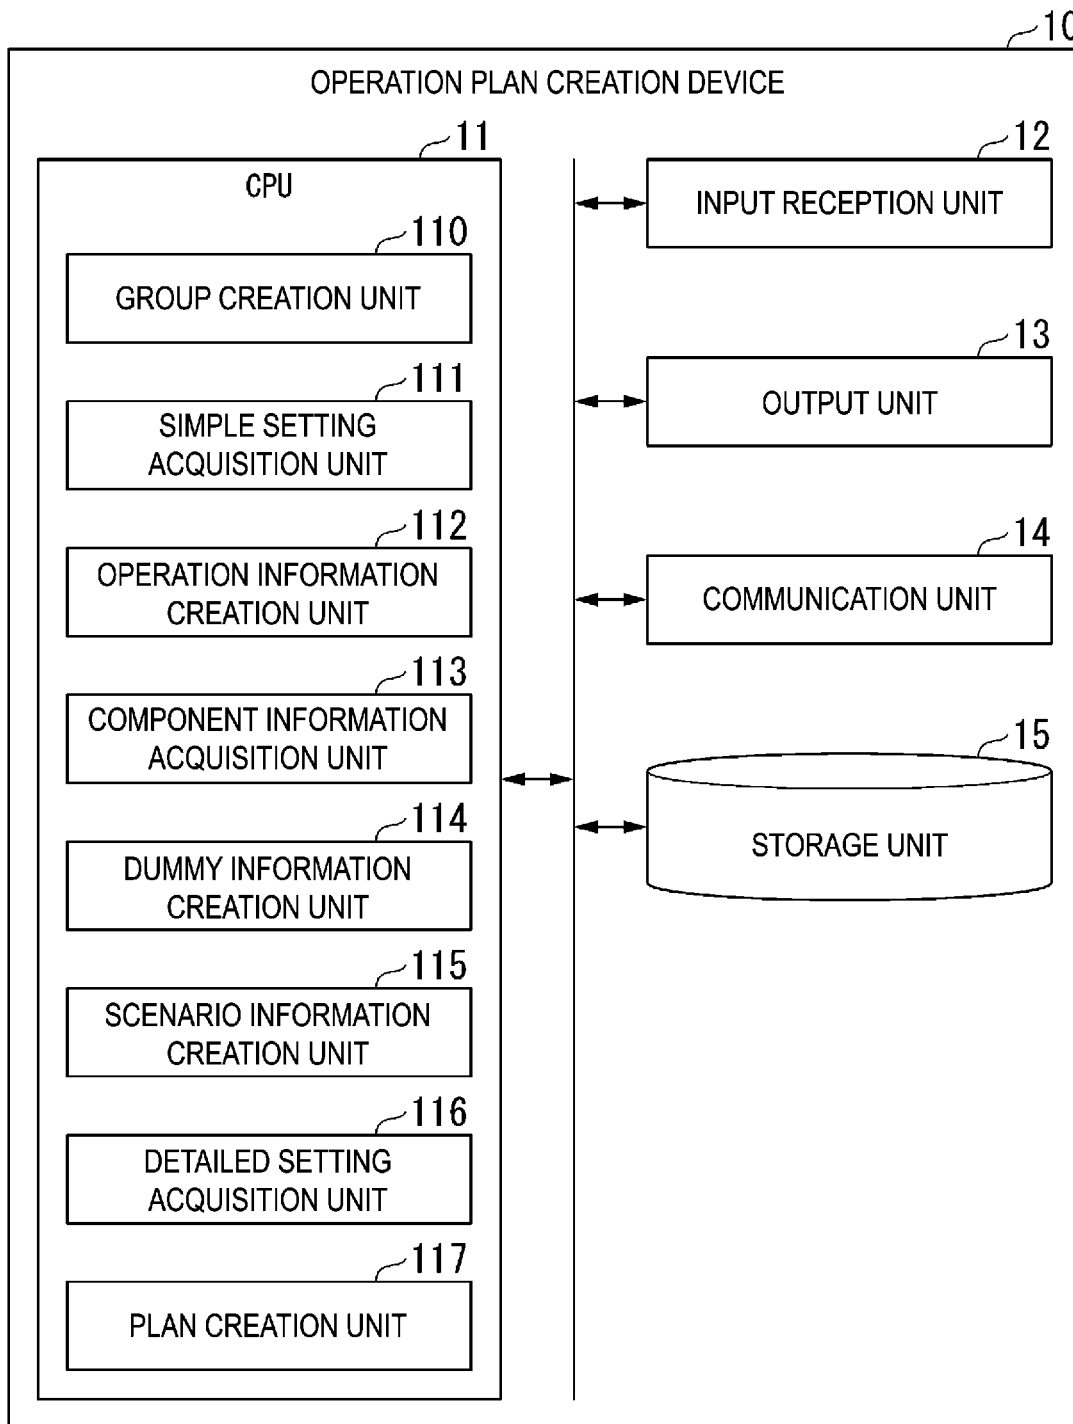 10
OPERATION PLAN CREATION DEVICE
11
CPU
110
GROUP CREATION UNIT
111
SIMPLE SETTING
ACQUISITION UNIT
112
OPERATION INFORMATION
CREATION UNIT
113
COMPONENT INFORMATION
ACQUISITION UNIT
114
DUMMY INFORMATION
CREATION UNIT
115
SCENARIO INFORMATION
CREATION UNIT
116
DETAILED SETTING
ACQUISITION UNIT
117
PLAN CREATION UNIT
12
INPUT RECEPTION UNIT
13
OUTPUT UNIT
14
COMMUNICATION UNIT
15
STORAGE UNIT